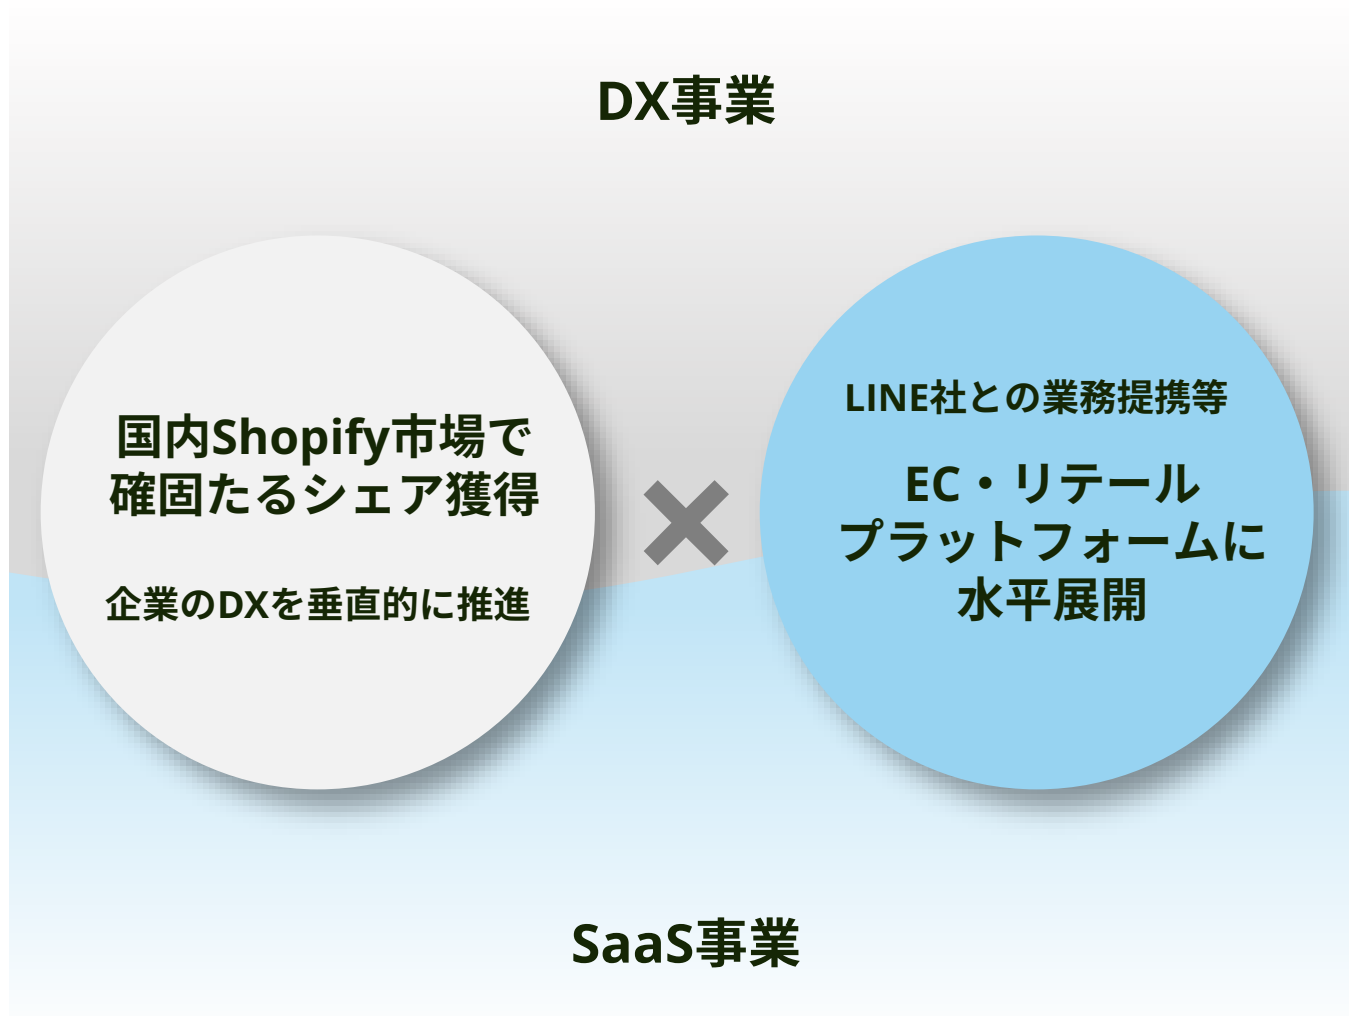 DX事業
国内Shopify市場で
確固たるシェア獲得
企業のDXを垂直的に推進
LINE社との業務提携等
EC・リテール
プラットフォームに
水平展開
SaaS事業